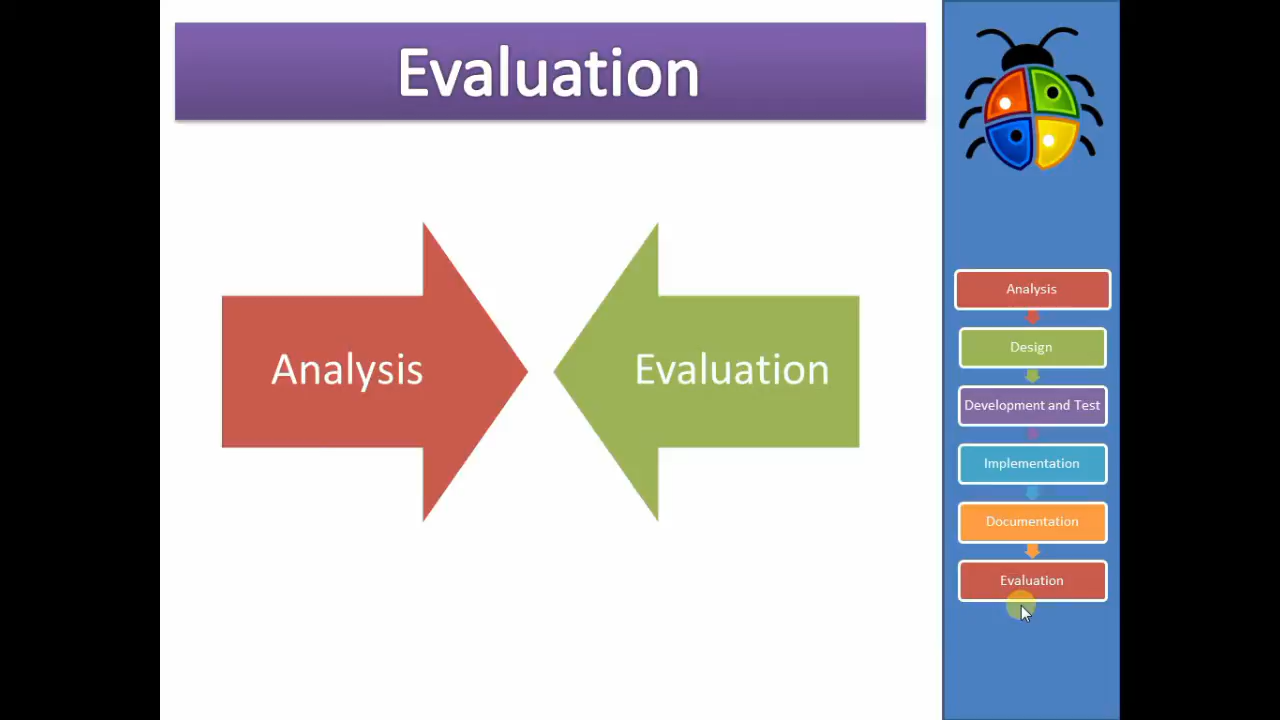 Evaluation
Analysis
Evaluation
Analysis
Design
Development and Test
Implementation
Documentation
Evaluation